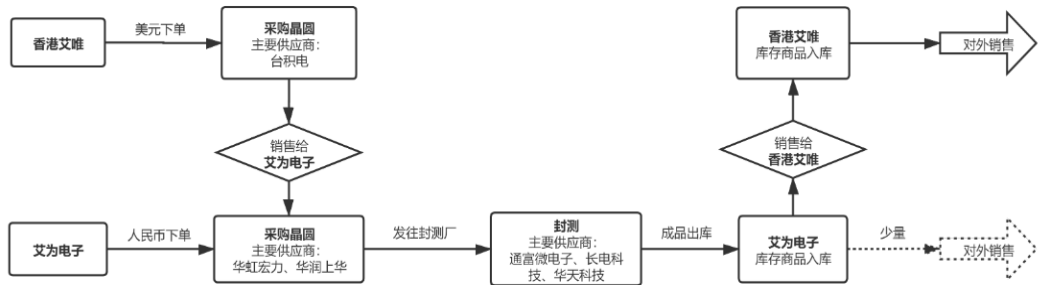 香港艾唯
美元下单
采购晶圆
主要供应商：
台积电
香港艾唯
库存商品入库
对外销售
销售给
艾为电子
销售给
香港艾唯
艾为电子
人民币下单
采购晶圆
主要供应商：
华虹宏力、华润上华
发往封测厂
封测
主要供应商：
通富微电子、长电科
技、华天科技
成品出库
艾为电子
库存商品入库
少量
对外销售